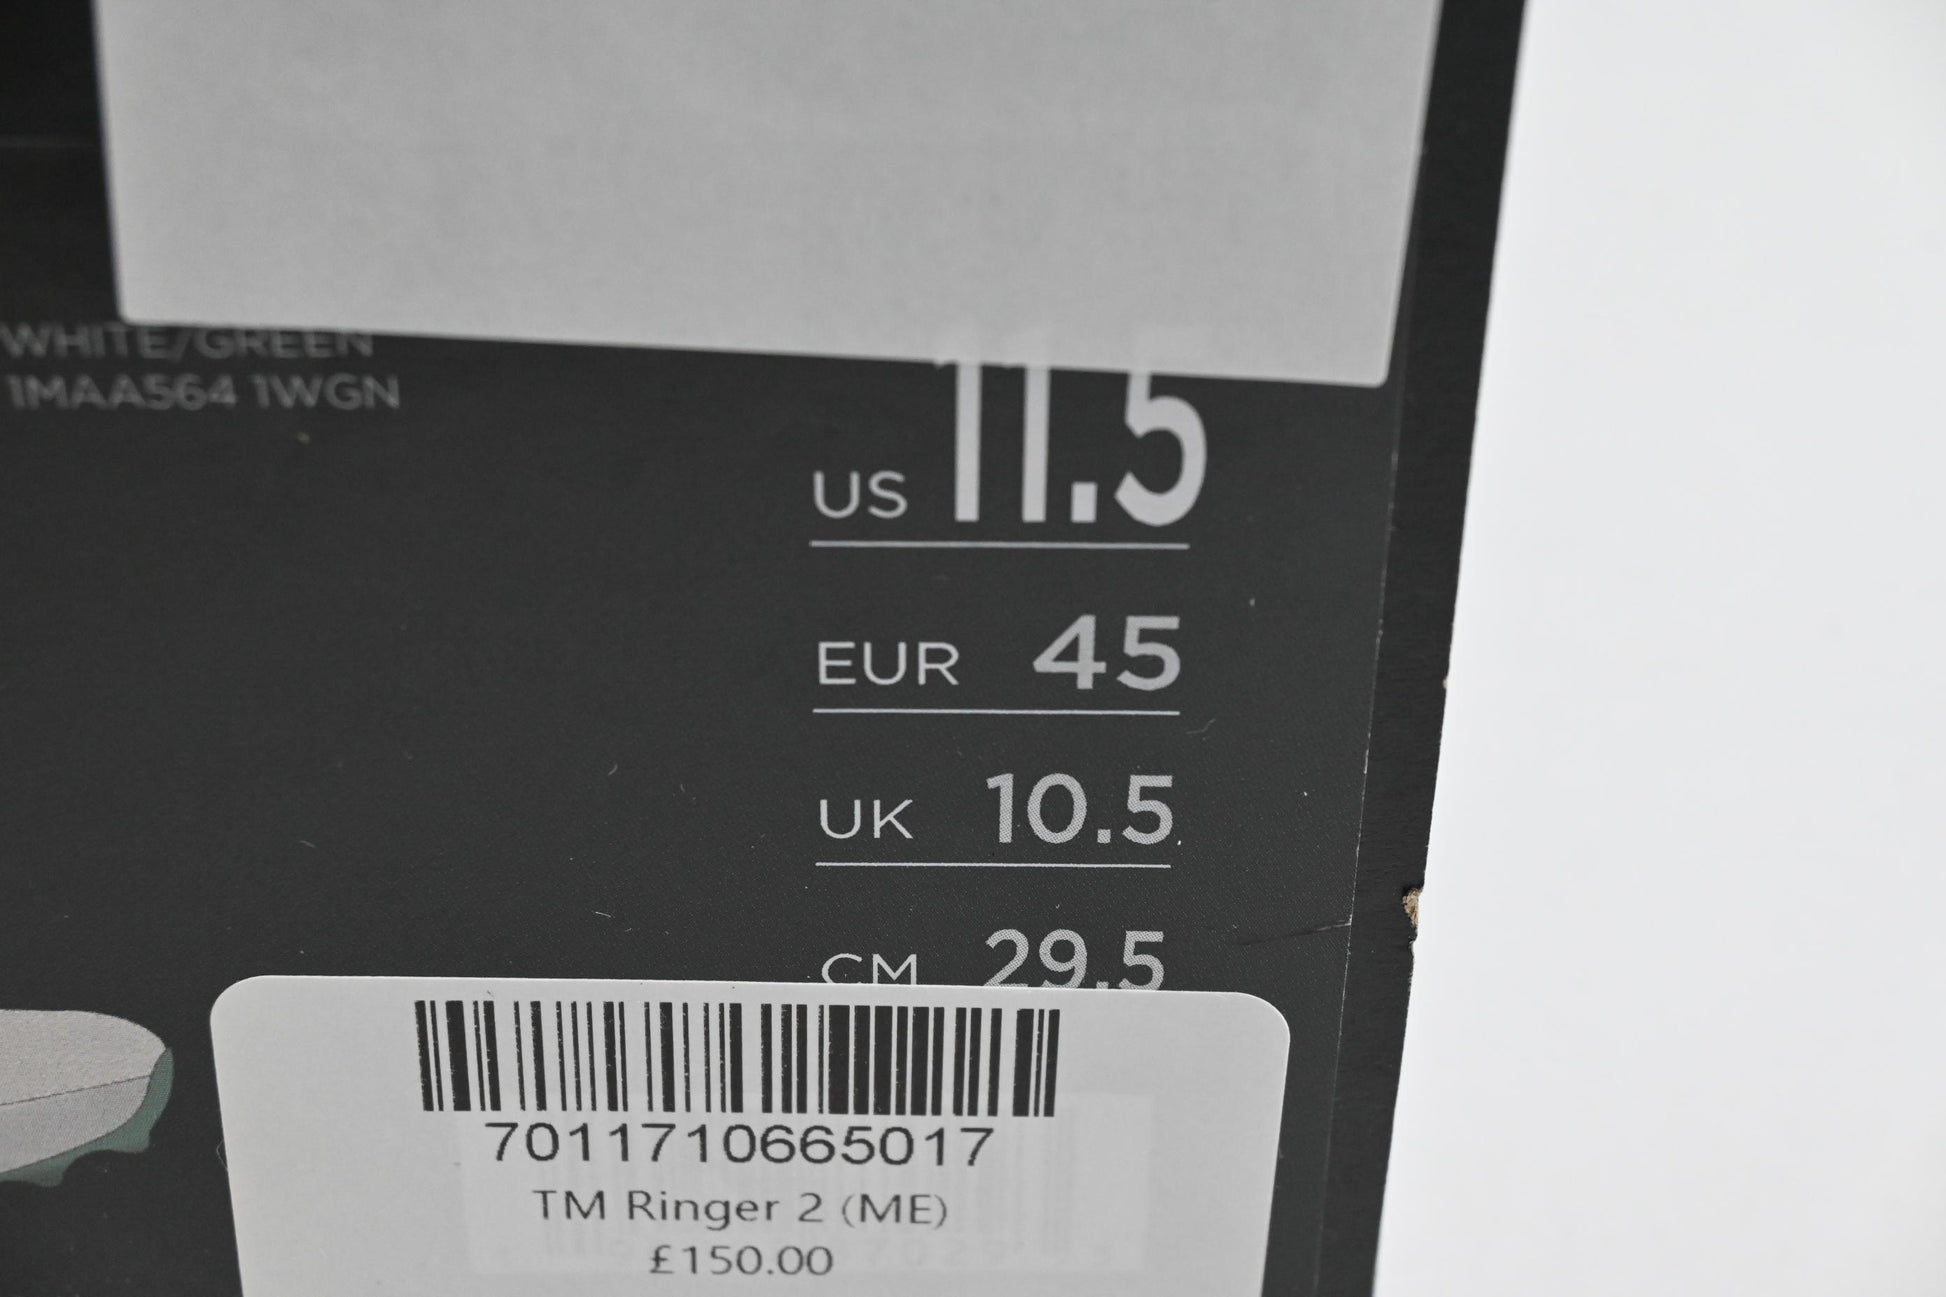 WHITE/GREEN
1MAA564 1WGN
US 11.5
EUR 45
UK 10.5
CM 29.5
7011710665017
TM Ringer 2 (ME)
£150.00